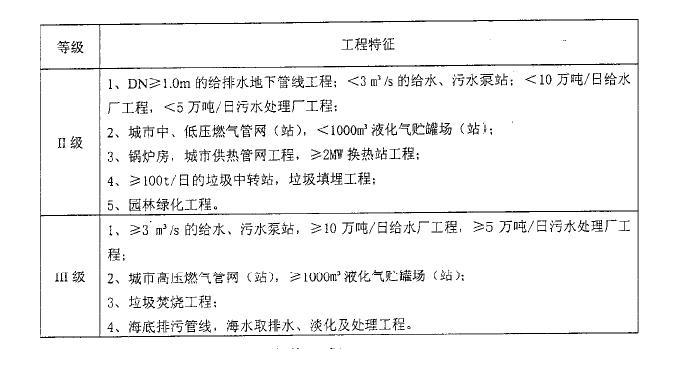 等级
工程特征
II 级
1、DN≥1.0m 的给排水地下管线工程；＜3 m³/s 的给水、污水泵站；＜10 万吨/日给水
厂工程，＜5 万吨/日污水处理厂工程；
2、城市中、低压燃气管网（站），＜1000m³ 液化气贮罐场（站）；
3、锅炉房，城市供热管网工程，≥2MW 换热站工程；
4、≥100t/日的垃圾中转站，垃圾填埋工程；
5、园林绿化工程。
III 级
1、≥3 m³/s 的给水、污水泵站，≥10 万吨/日给水厂工程，≥5 万吨/日污水处理厂工
程；
2、城市高压燃气管网（站），≥1000m³ 液化气贮罐场（站）；
3、垃圾焚烧工程；
4、海底排污管线，海水取排水、淡化及处理工程。